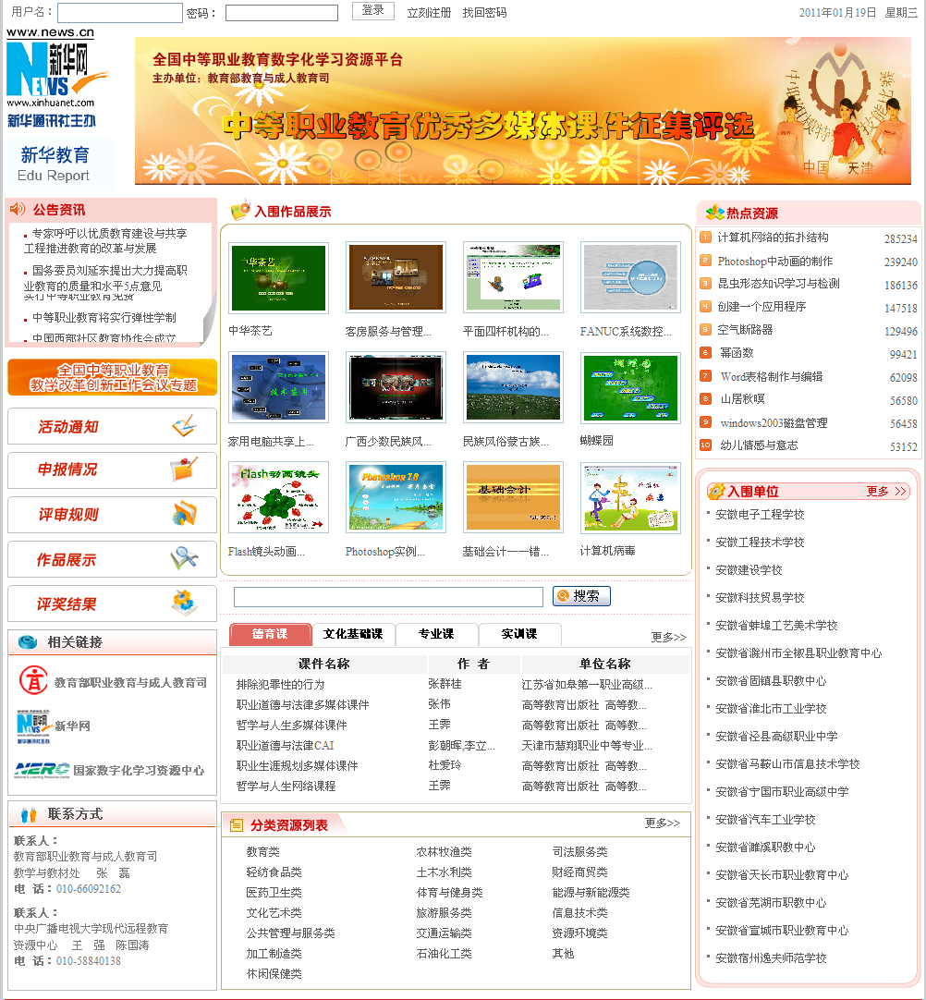 用户名： 密码： 登录 立刻注册 找回密码 2011年01月19日 星期三
www.news.cn
新华网
NEWS
www.xinhuanet.com
新华通讯社主办
新华教育
Edu Report
全国中等职业教育数字化学习资源平台
主办单位：教育部教育与成人教育司
中等职业教育优秀多媒体课件征集评选
中国 天津
公告资讯
专家呼吁以优质教育建设与共享
工程推进教育的改革与发展
国务委员刘延东提出大力提高职
业教育的质量和水平5点意见
实行中等职业教育免费
中等职业教育将实行弹性学制
中国西部社区教育协作会成立
全国中等职业教育
教学改革创新工作会议专题
活动通知
申报情况
评审规则
作品展示
评奖结果
相关链接
教育部职业教育与成人教育司
新华网
NERC 国家数字化学习资源中心
联系方式
联系人：
教育部职业教育与成人教育司
教学与教材处 张 磊
电 话：010-66092162
联系人：
中央广播电视大学现代远程教育
资源中心 王 强 陈国涛
电 话：010-58840138
入围作品展示
中华茶艺
中华茶艺 客房服务与管理... 平面四杆机构的... FANUC系统数控...
蝴蝶园
家用电脑共享上... 广西少数民族风... 民族风俗蒙古族... 蝴蝶园
Flash动画镜头
Photoshop 7.0
基础会计
Flash镜头动画... Photoshop实例... 基础会计一一错... 计算机病毒
搜索
德育课 文化基础课 专业课 实训课 更多>>
课件名称 作 者 单位名称
排除犯罪性的行为 张群桂 江苏省如皋第一职业高级...
职业道德与法律多媒体课件 张伟 高等教育出版社 高等教...
哲学与人生多媒体课件 王霁 高等教育出版社 高等教...
职业道德与法律CAI 彭朝晖,李立... 天津市慧翔职业中等专业...
职业生涯规划多媒体课件 杜爱玲 高等教育出版社 高等教...
哲学与人生网络课程 王霁 高等教育出版社 高等教...
分类资源列表 更多>>
教育类 农林牧渔类 司法服务类
轻纺食品类 土木水利类 财经商贸类
医药卫生类 体育与健身类 能源与新能源类
文化艺术类 旅游服务类 信息技术类
公共管理与服务类 交通运输类 资源环境类
加工制造类 石油化工类 其他
休闲保健类
热点资源
1 计算机网络的拓扑结构 285234
2 Photoshop中动画的制作 239240
3 昆虫形态知识学习与检测 186136
4 创建一个应用程序 147518
5 空气断路器 129496
6 幂函数 99421
7 Word表格制作与编辑 62098
8 山居秋暝 56580
9 windows2003磁盘管理 56458
10 幼儿情感与意志 53152
入围单位 更多 >>
安徽电子工程学校
安徽工程技术学校
安徽建设学校
安徽科技贸易学校
安徽省蚌埠工艺美术学校
安徽省滁州市全椒县职业教育中心
安徽省固镇县职教中心
安徽省淮北市工业学校
安徽省泾县高级职业中学
安徽省马鞍山市信息技术学校
安徽省宁国市职业高级中学
安徽省汽车工业学校
安徽省濉溪职教中心
安徽省天长市职业教育中心
安徽省芜湖市职教中心
安徽省宣城市职业教育中心
安徽宿州逸夫师范学校